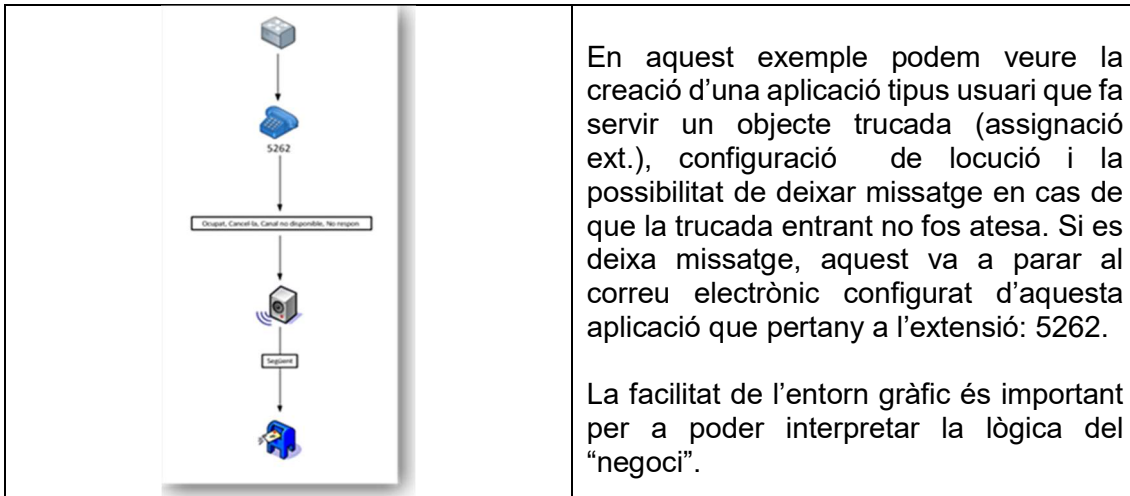 5262
Ocupat, Cancel·la, Canal no disponible, No respon
Següent
En aquest exemple podem veure la
creació d’una aplicació tipus usuari que fa
servir un objecte trucada (assignació
ext.), configuració de locució i la
possibilitat de deixar missatge en cas de
que la trucada entrant no fos atesa. Si es
deixa missatge, aquest va a parar al
correu electrònic configurat d’aquesta
aplicació que pertany a l’extensió: 5262.
La facilitat de l’entorn gràfic és important
per a poder interpretar la lògica del
“negoci”.